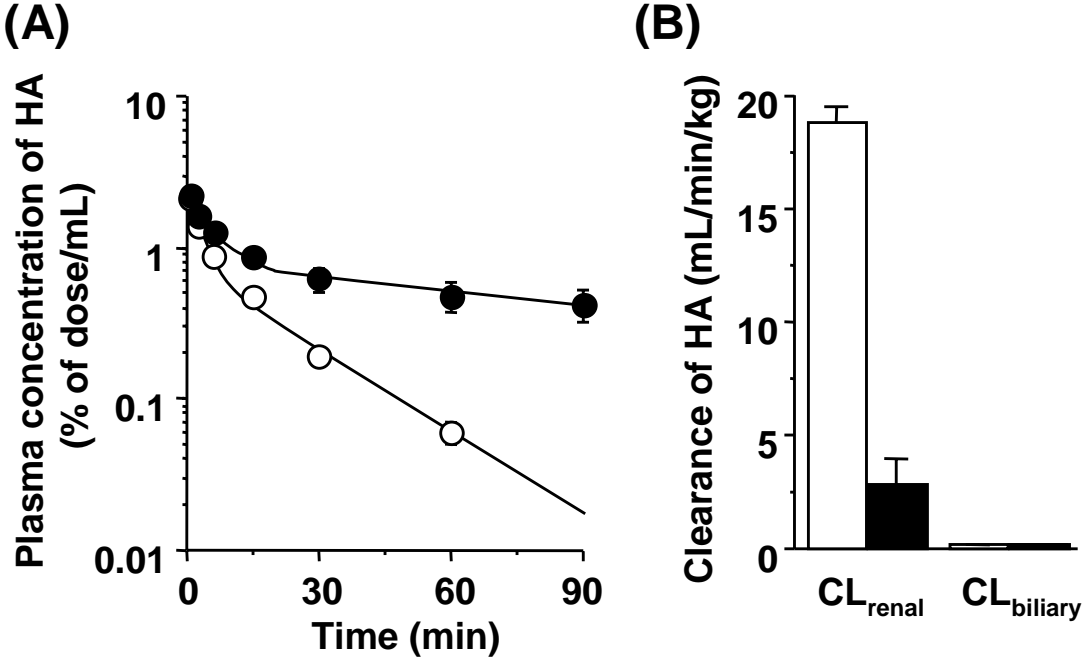 (A)
Plasma concentration of HA
(% of dose/mL)
10
1
0.1
0.01
0
30
60
90
Time (min)
(B)
Clearance of HA (mL/min/kg)
20
15
10
5
0
CLrenal
CLbiliary